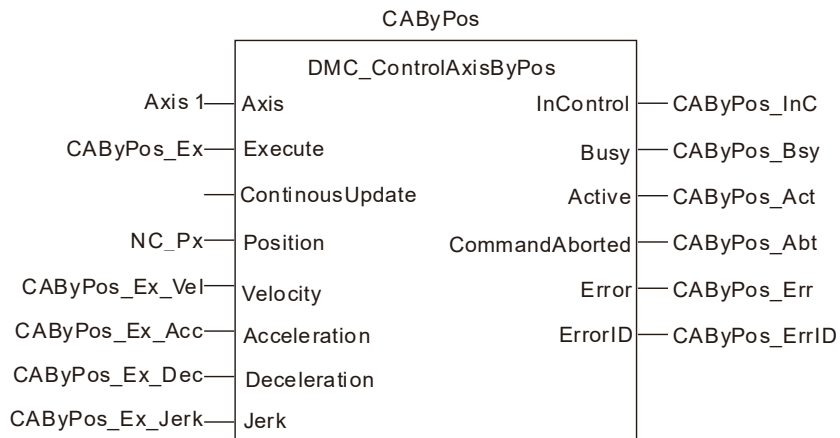 CAByPos
DMC_ControlAxisByPos
Axis 1 Axis InControl CAByPos_InC
CAByPos_Ex Execute Busy CAByPos_Bsy
ContinousUpdate Active CAByPos_Act
NC_Px Position CommandAborted CAByPos_Abt
CAByPos_Ex_Vel Velocity Error CAByPos_Err
CAByPos_Ex_Acc Acceleration ErrorID CAByPos_ErrID
CAByPos_Ex_Dec Deceleration
CAByPos_Ex_Jerk Jerk